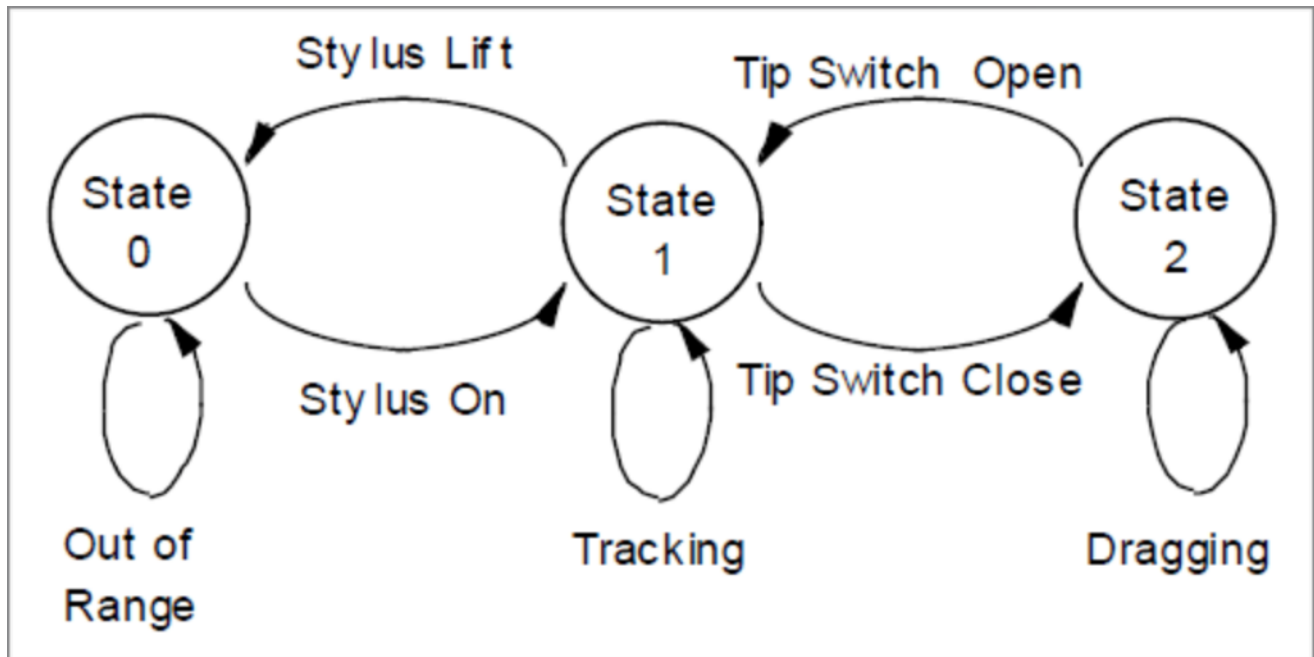 Stylus Lift
Tip Switch Open
State
0
State
1
State
2
Stylus On
Tip Switch Close
Out of
Range
Tracking
Dragging